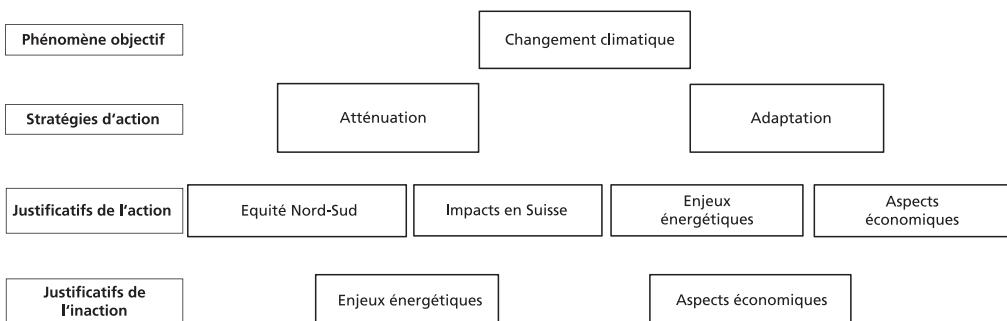 Phénomène objectif
Changement climatique
Stratégies d'action
Atténuation
Adaptation
Justificatifs de l'action
Equité Nord-Sud
Impacts en Suisse
Enjeux
énergétiques
Aspects
économiques
Justificatifs de
l'inaction
Enjeux énergétiques
Aspects économiques